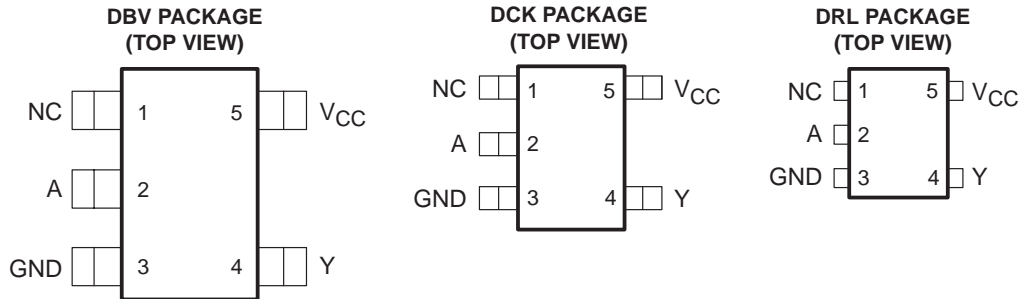 DBV PACKAGE
(TOP VIEW)
NC 1 5 VCC
A 2
GND 3 4 Y
DCK PACKAGE
(TOP VIEW)
NC 1 5 VCC
A 2
GND 3 4 Y
DRL PACKAGE
(TOP VIEW)
NC 1 5 VCC
A 2
GND 3 4 Y